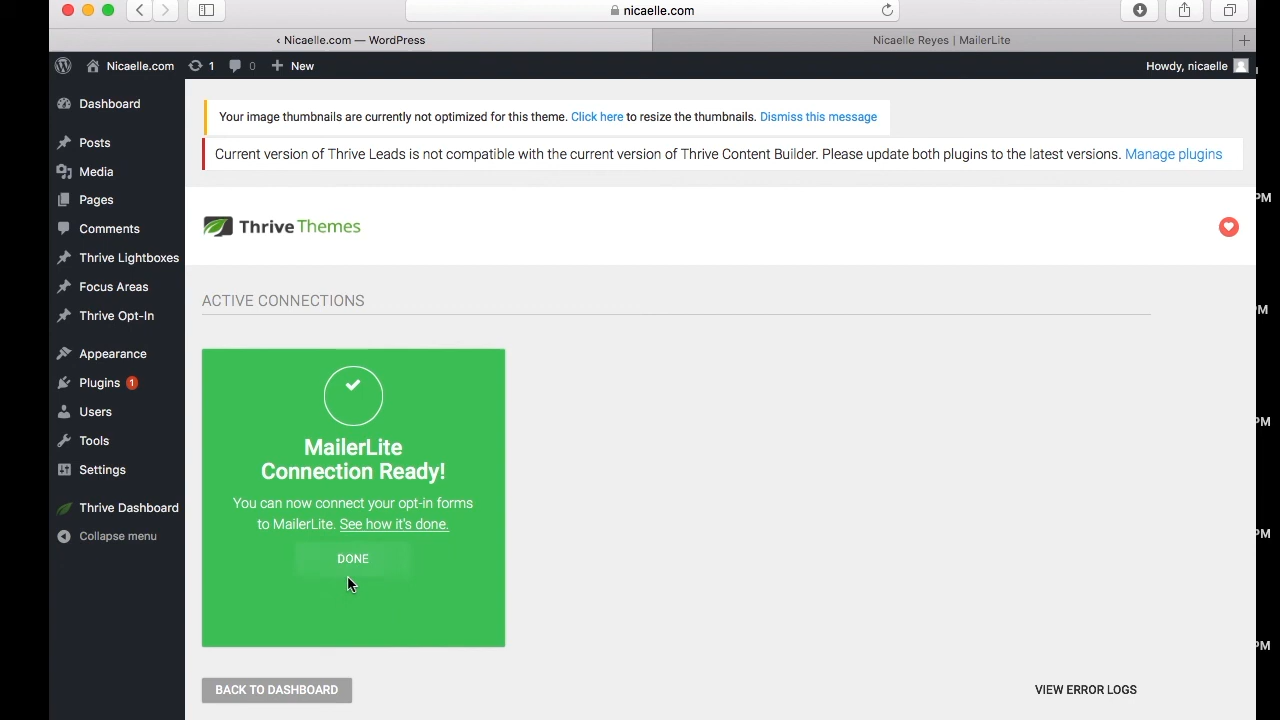 nicaelle.com
‹ Nicaelle.com — WordPress
Nicaelle Reyes | MailerLite
Nicaelle.com
1
0
New
Howdy, nicaelle
Dashboard
Posts
Media
Pages
Comments
Thrive Lightboxes
Focus Areas
Thrive Opt-In
Appearance
Plugins 1
Users
Tools
Settings
Thrive Dashboard
Collapse menu
Your image thumbnails are currently not optimized for this theme. Click here to resize the thumbnails. Dismiss this message
Current version of Thrive Leads is not compatible with the current version of Thrive Content Builder. Please update both plugins to the latest versions. Manage plugins
Thrive Themes
ACTIVE CONNECTIONS
MailerLite
Connection Ready!
You can now connect your opt-in forms
to MailerLite. See how it's done.
DONE
BACK TO DASHBOARD
VIEW ERROR LOGS
PM
M
PM
PM
PM